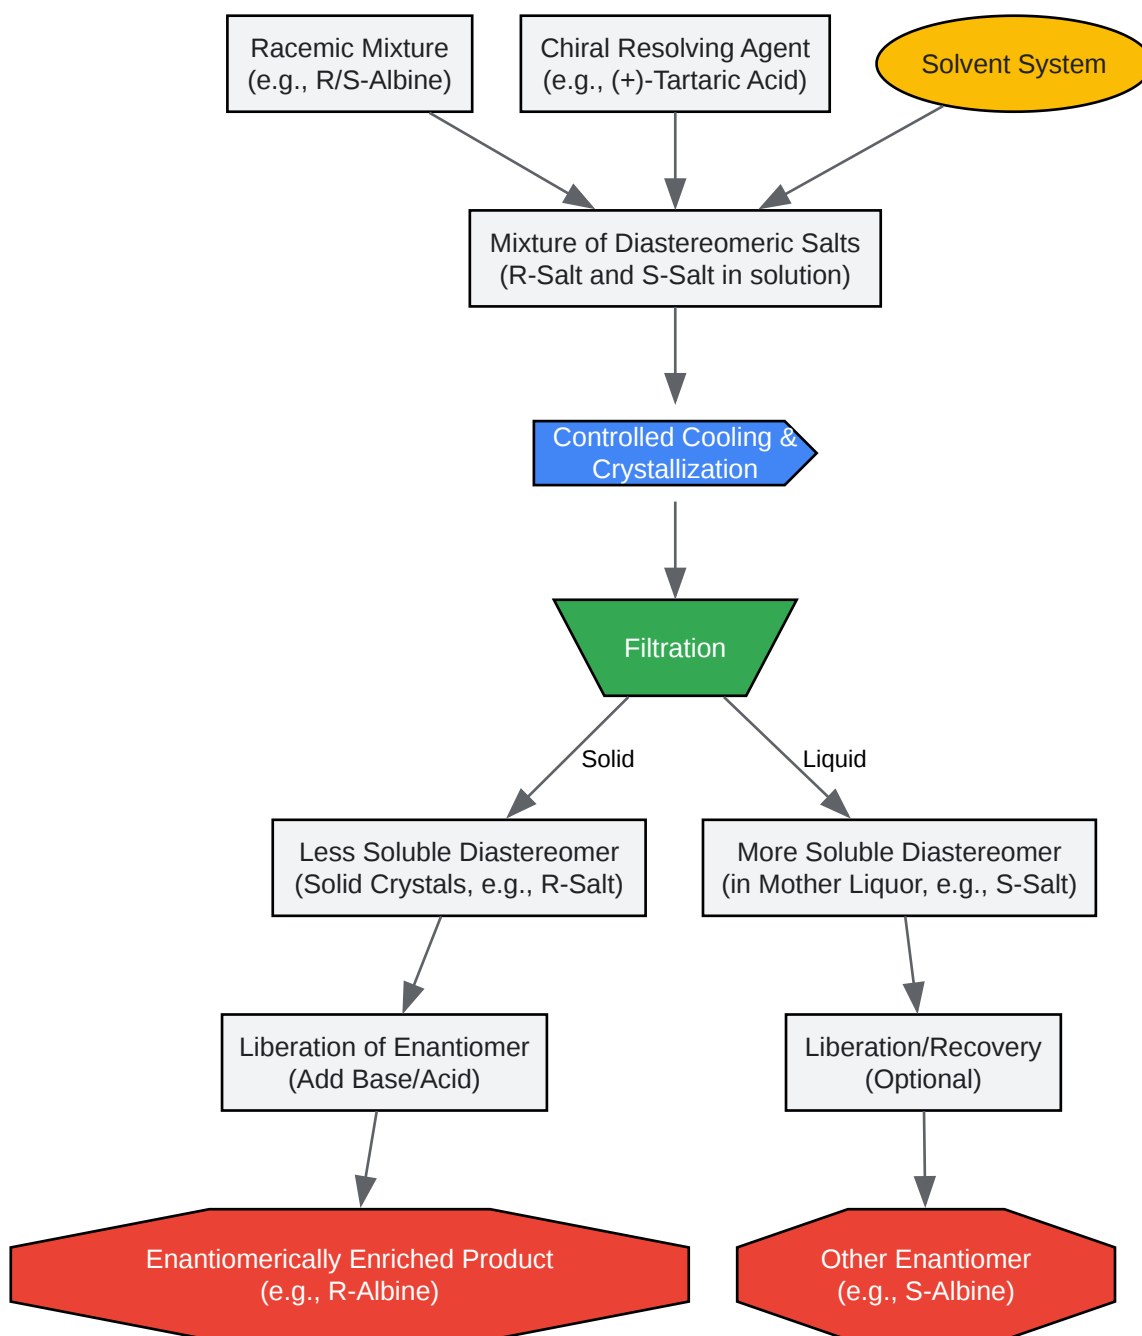 Racemic Mixture
(e.g., R/S-Albine)
Chiral Resolving Agent
(e.g., (+)-Tartaric Acid)
Solvent System
Mixture of Diastereomeric Salts
(R-Salt and S-Salt in solution)
Controlled Cooling &
Crystallization
Filtration
Solid
Liquid
Less Soluble Diastereomer
(Solid Crystals, e.g., R-Salt)
More Soluble Diastereomer
(in Mother Liquor, e.g., S-Salt)
Liberation of Enantiomer
(Add Base/Acid)
Liberation/Recovery
(Optional)
Enantiomerically Enriched Product
(e.g., R-Albine)
Other Enantiomer
(e.g., S-Albine)